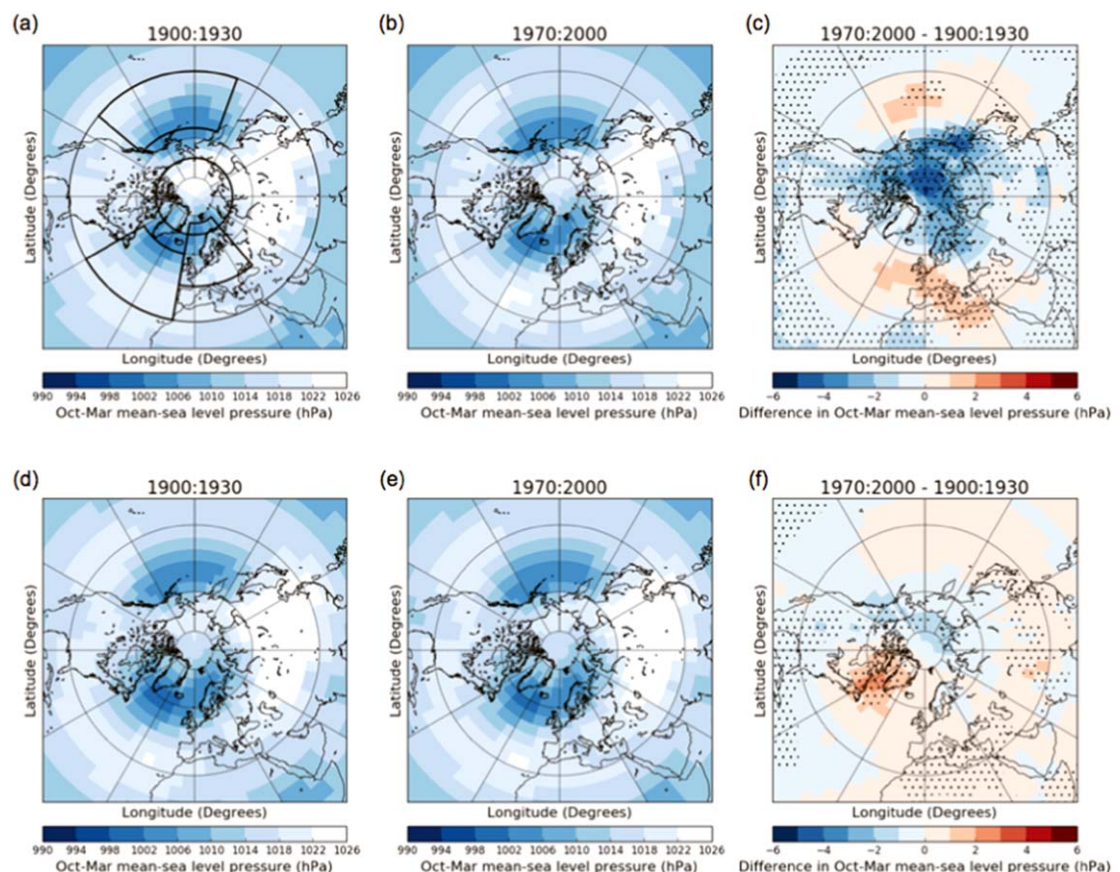 (a)
1900:1930
Latitude (Degrees)
Longitude (Degrees)
990 994 998 1002 1006 1010 1014 1018 1022 1026
Oct-Mar mean-sea level pressure (hPa)
(b)
1970:2000
Latitude (Degrees)
Longitude (Degrees)
990 994 998 1002 1006 1010 1014 1018 1022 1026
Oct-Mar mean-sea level pressure (hPa)
(c)
1970:2000 - 1900:1930
Latitude (Degrees)
Longitude (Degrees)
−6 −4 −2 0 2 4 6
Difference in Oct-Mar mean-sea level pressure (hPa)
(d)
1900:1930
Latitude (Degrees)
Longitude (Degrees)
990 994 998 1002 1006 1010 1014 1018 1022 1026
Oct-Mar mean-sea level pressure (hPa)
(e)
1970:2000
Latitude (Degrees)
Longitude (Degrees)
990 994 998 1002 1006 1010 1014 1018 1022 1026
Oct-Mar mean-sea level pressure (hPa)
(f)
1970:2000 - 1900:1930
Latitude (Degrees)
Longitude (Degrees)
−6 −4 −2 0 2 4 6
Difference in Oct-Mar mean-sea level pressure (hPa)